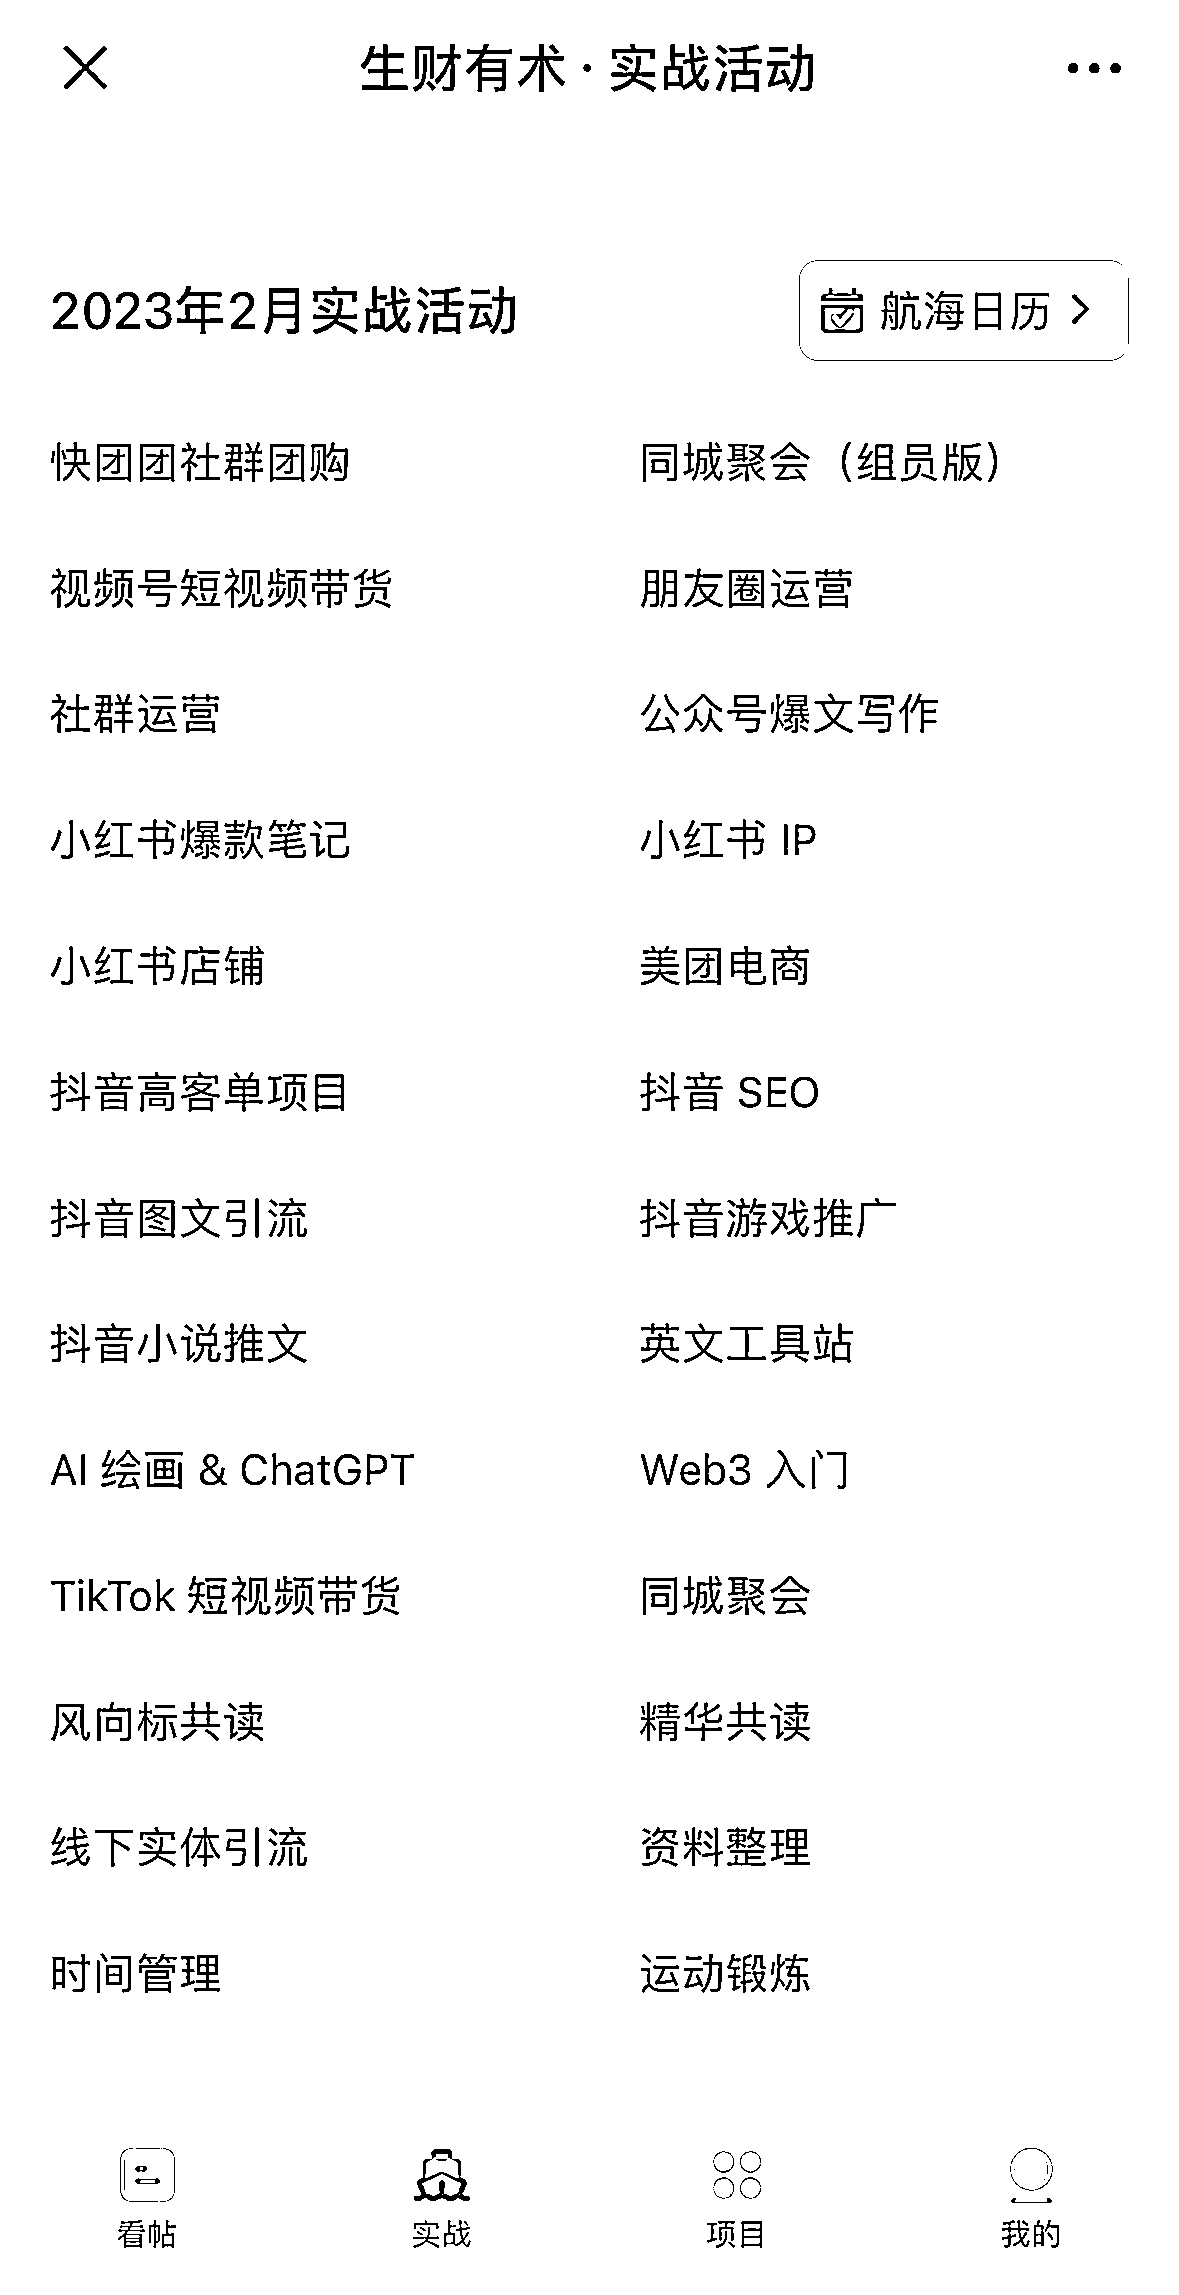 生财有术 · 实战活动
2023年2月实战活动
航海日历
快团团社群团购
同城聚会（组员版）
视频号短视频带货
朋友圈运营
社群运营
公众号爆文写作
小红书爆款笔记
小红书 IP
小红书店铺
美团电商
抖音高客单项目
抖音 SEO
抖音图文引流
抖音游戏推广
抖音小说推文
英文工具站
AI 绘画 & ChatGPT
Web3 入门
TikTok 短视频带货
同城聚会
风向标共读
精华共读
线下实体引流
资料整理
时间管理
运动锻炼
看帖
实战
项目
我的